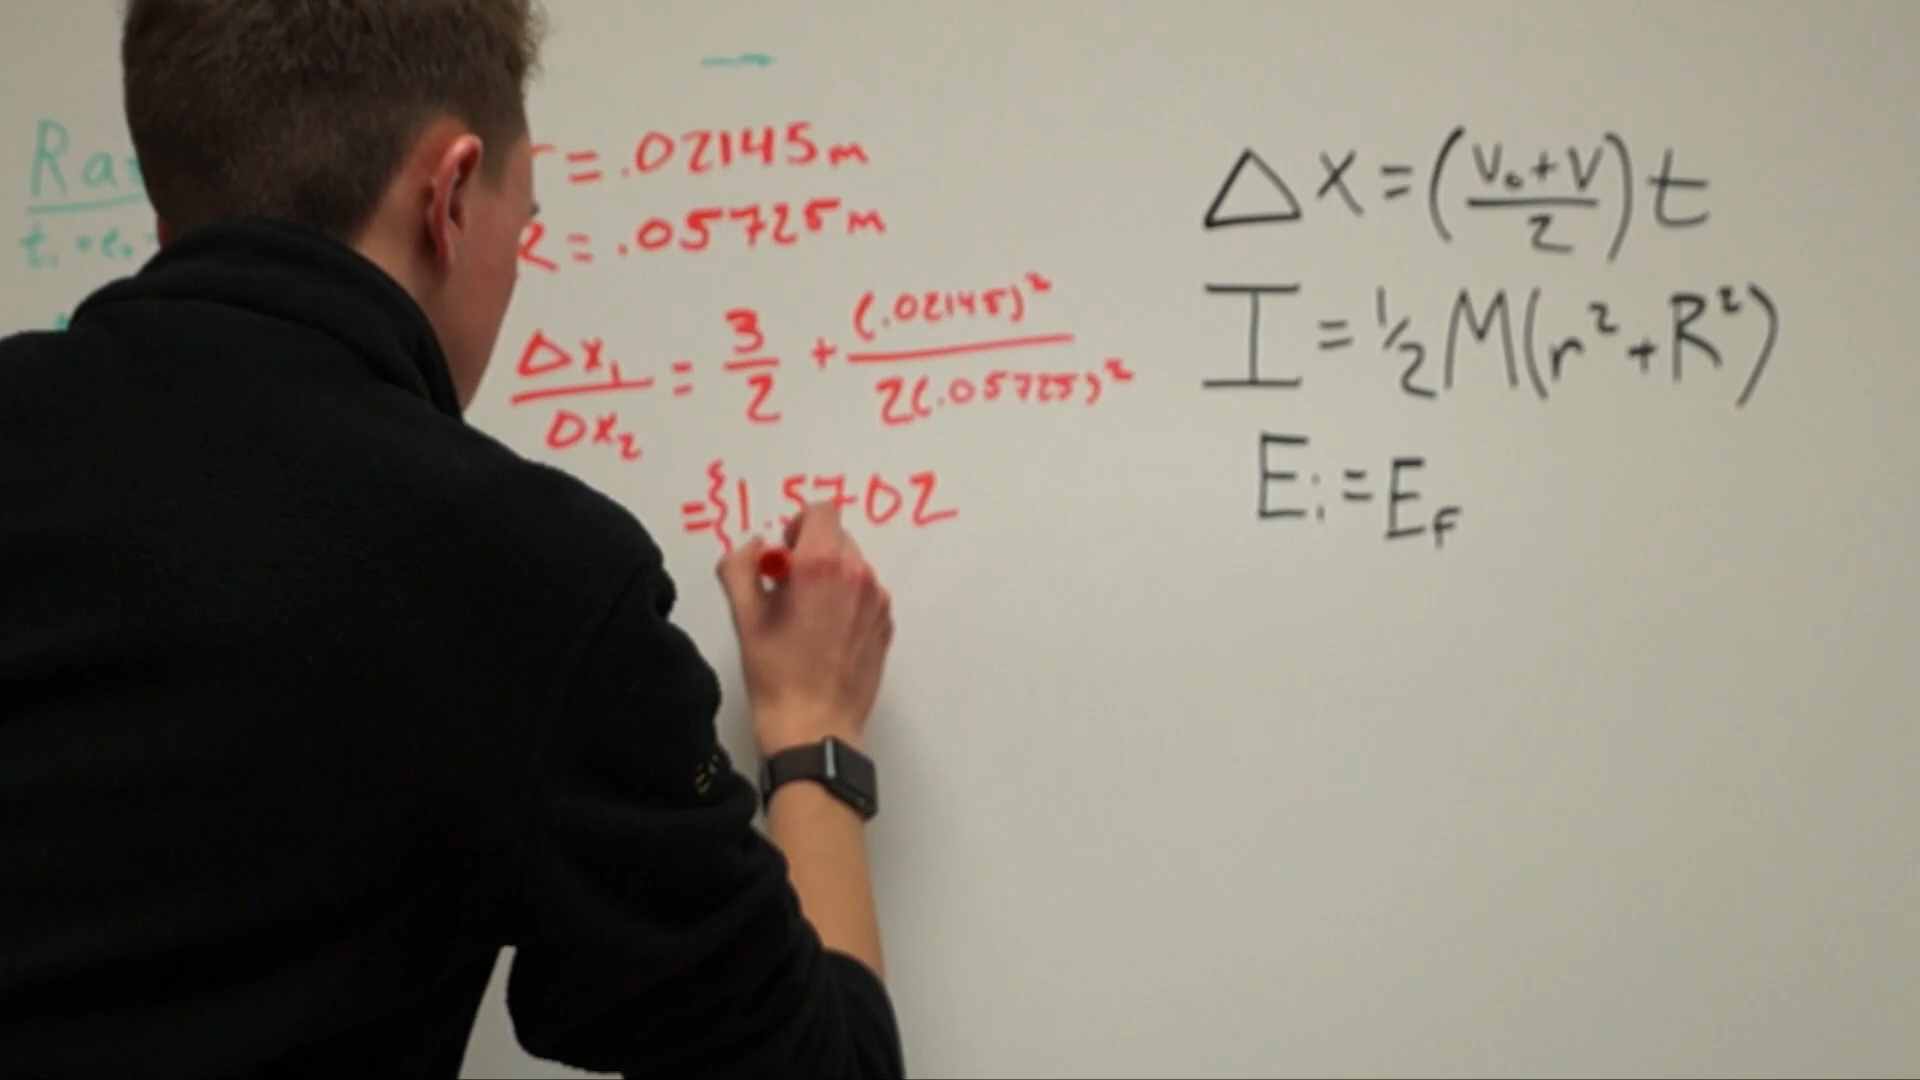 r = .02145m
R = .05725m
Δx₁/Δx₂ = 3/2 + (.02145)²/2(.05725)²
={1.5702
Δx = (v₀+v/2)t
I = ½M(r²+R²)
Eᵢ = E_F